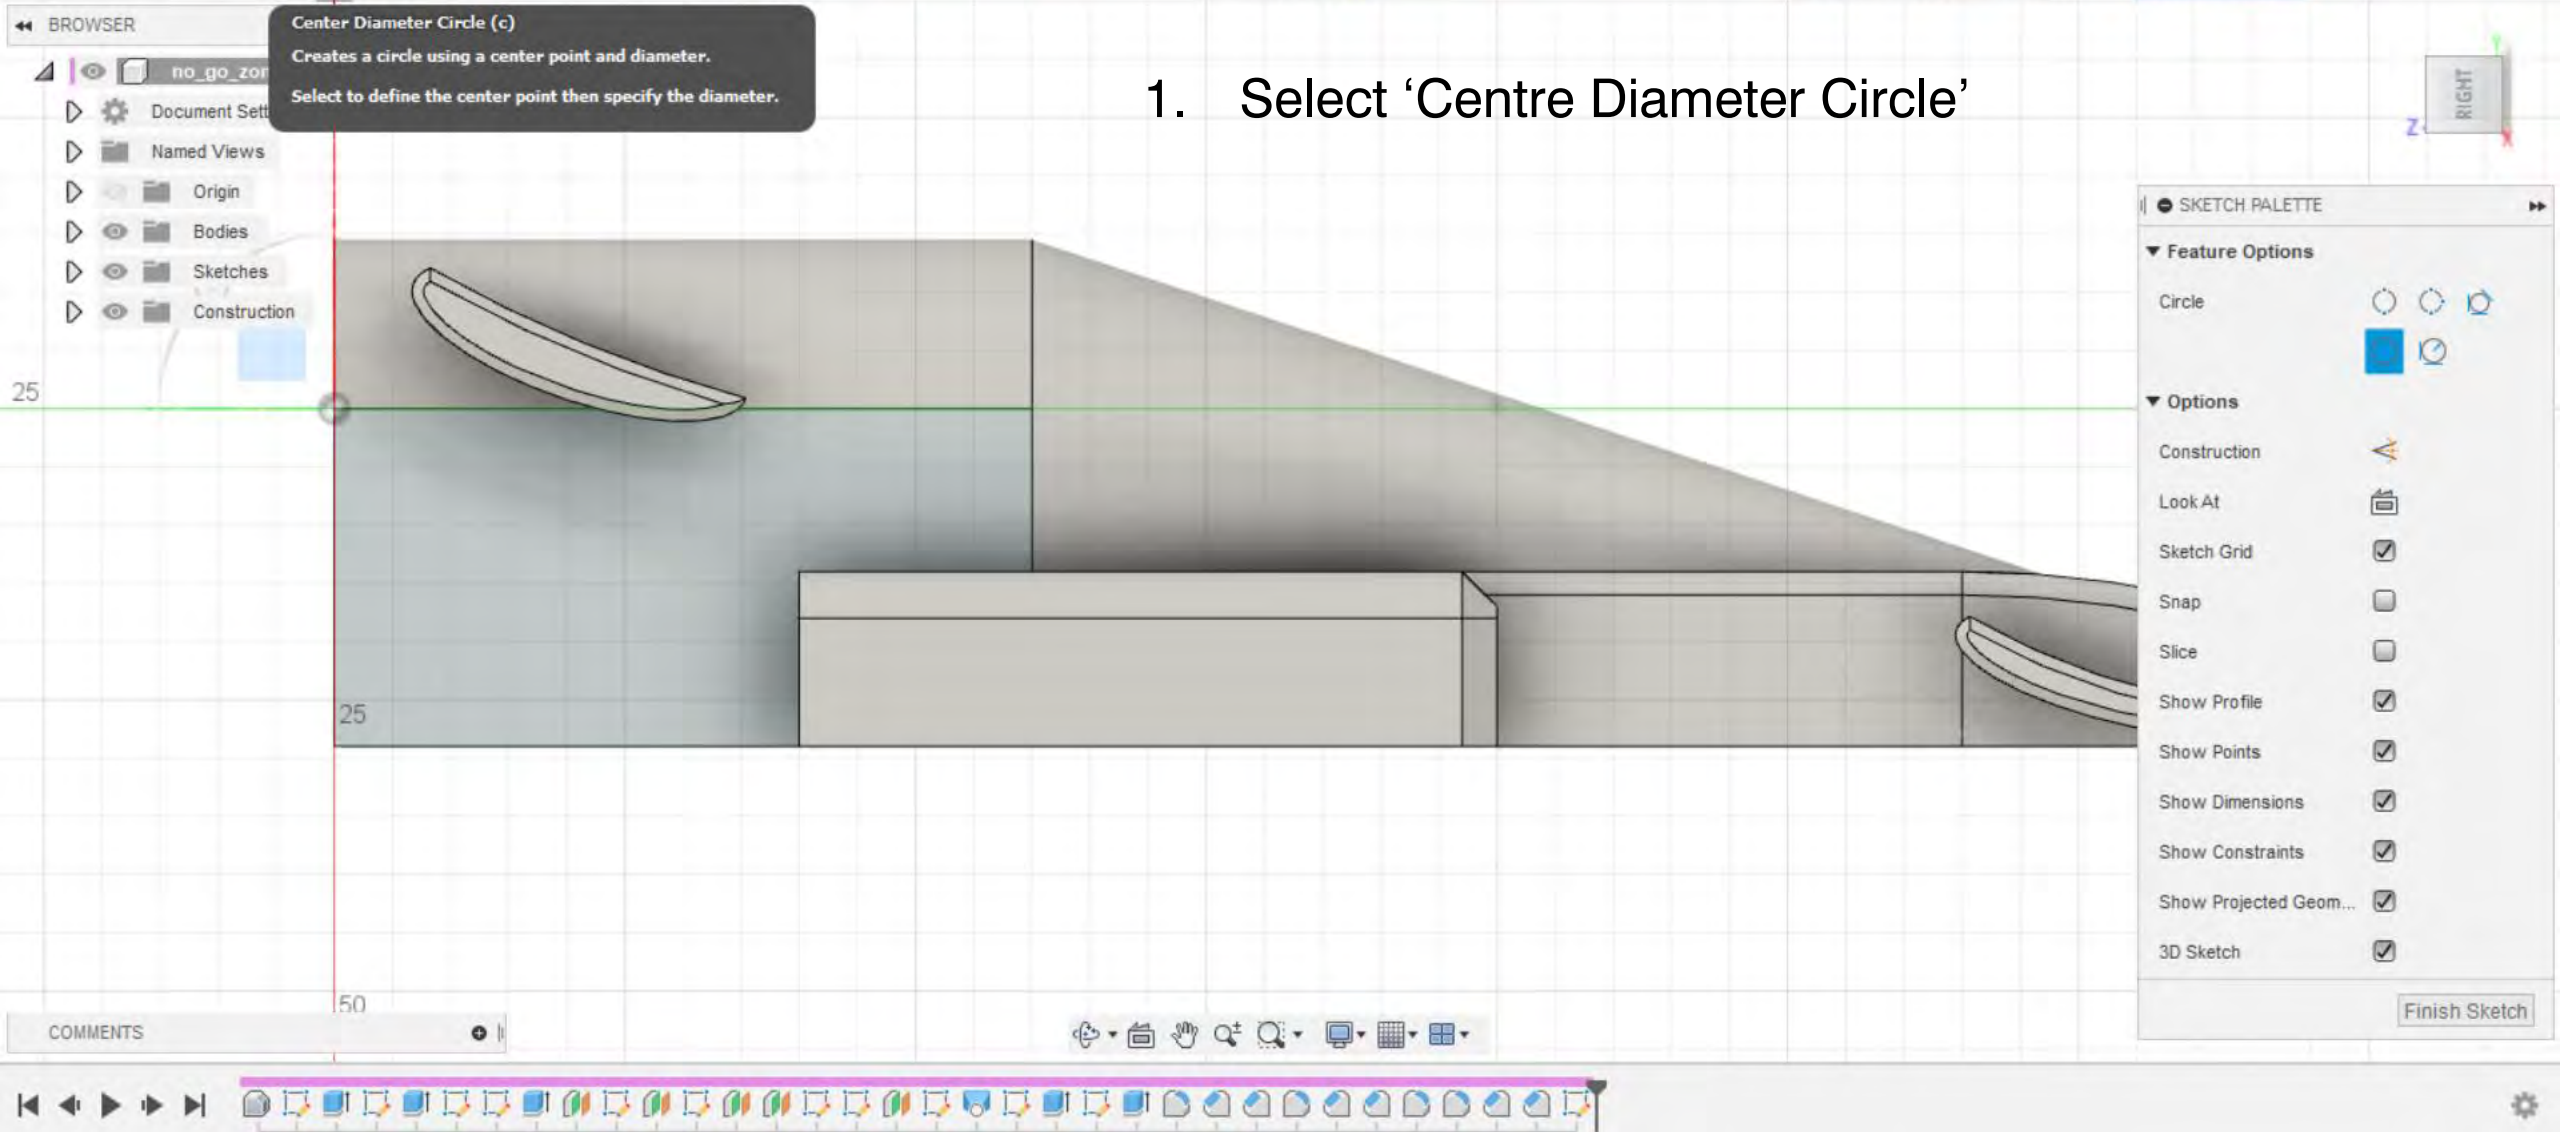 BROWSER
Center Diameter Circle (c)
Creates a circle using a center point and diameter.
Select to define the center point then specify the diameter.
no_go_zon
Document Sett
Named Views
Origin
Bodies
Sketches
Construction
1. Select ‘Centre Diameter Circle’
RIGHT
Y
Z
X
25
25
50
SKETCH PALETTE
Feature Options
Circle
Options
Construction
Look At
Sketch Grid
Snap
Slice
Show Profile
Show Points
Show Dimensions
Show Constraints
Show Projected Geom...
3D Sketch
Finish Sketch
COMMENTS